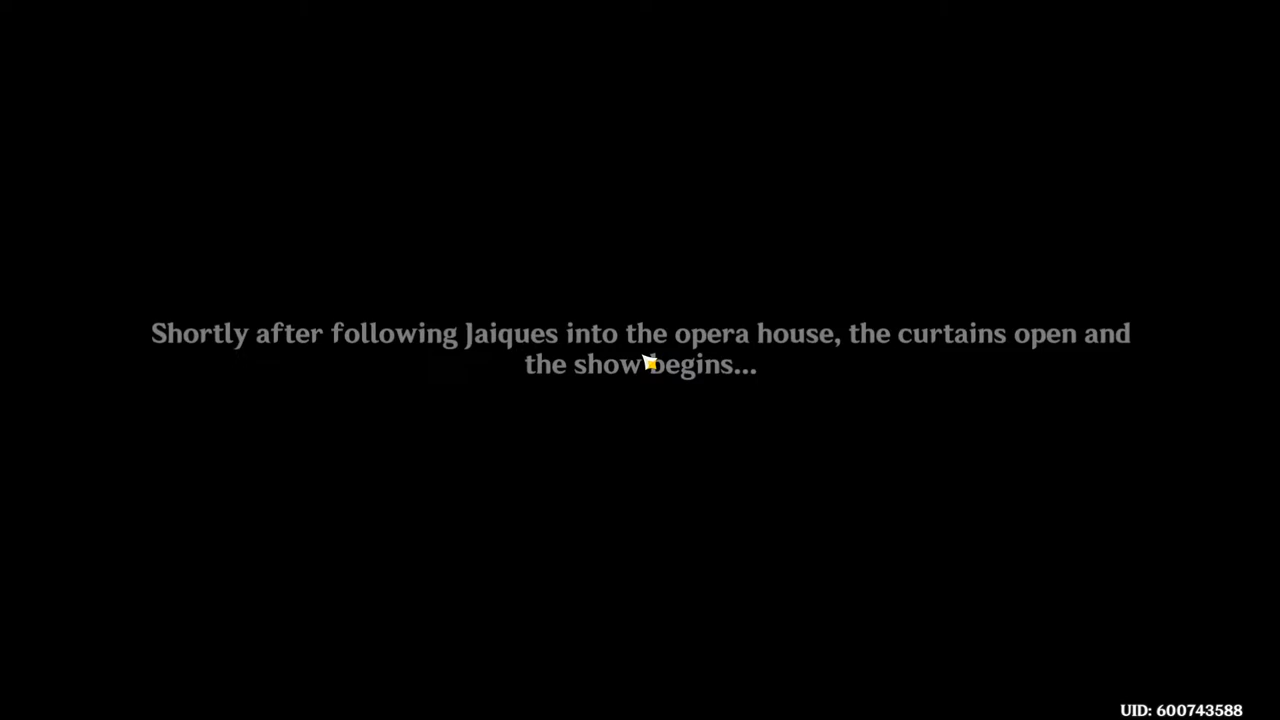 Shortly after following Jaiques into the opera house, the curtains open and
the show begins...
UID: 600743588